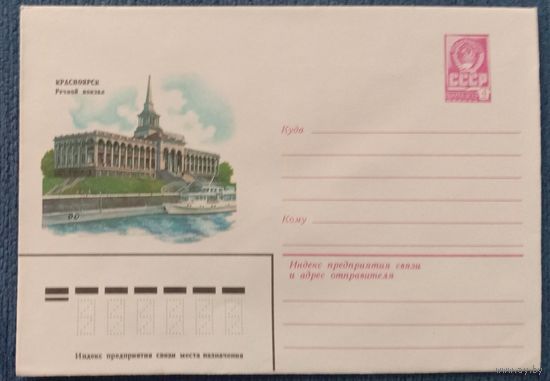 КРАСНОЯРСК
Речной вокзал
СССР
Куда
Кому
Индекс предприятия связи
и адрес отправителя
Индекс предприятия связи места назначения